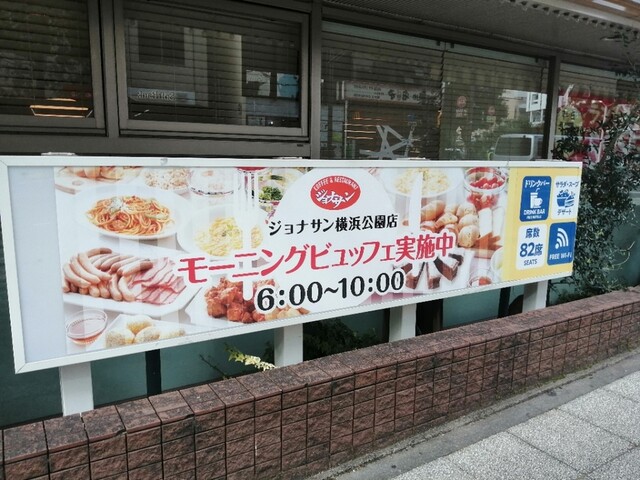 COFFEE & RESTAURANT
ジョナサン
ジョナサン横浜公園店
モーニングビュッフェ実施中
6:00~10:00
ドリンクバー
DRINK BAR
サラダ・スープ
デザート
席数
82席
SEATS
FREE Wi-Fi